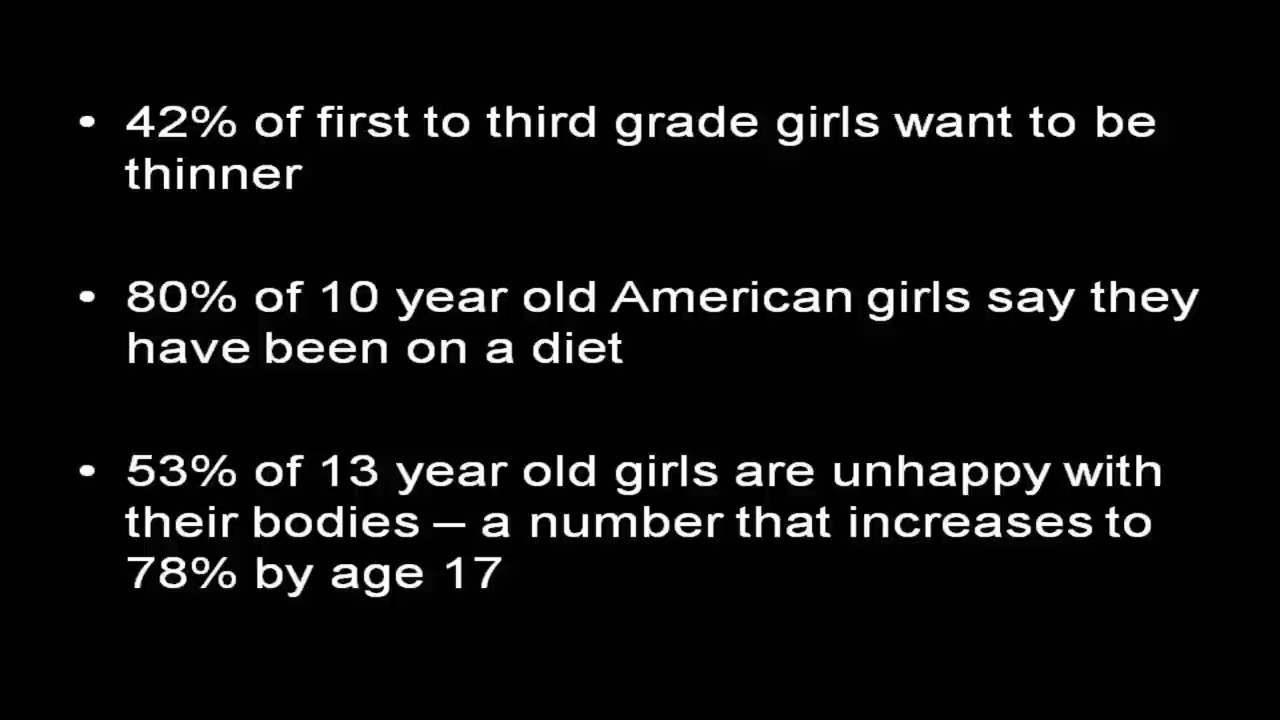 • 42% of first to third grade girls want to be
thinner
• 80% of 10 year old American girls say they
have been on a diet
• 53% of 13 year old girls are unhappy with
their bodies – a number that increases to
78% by age 17